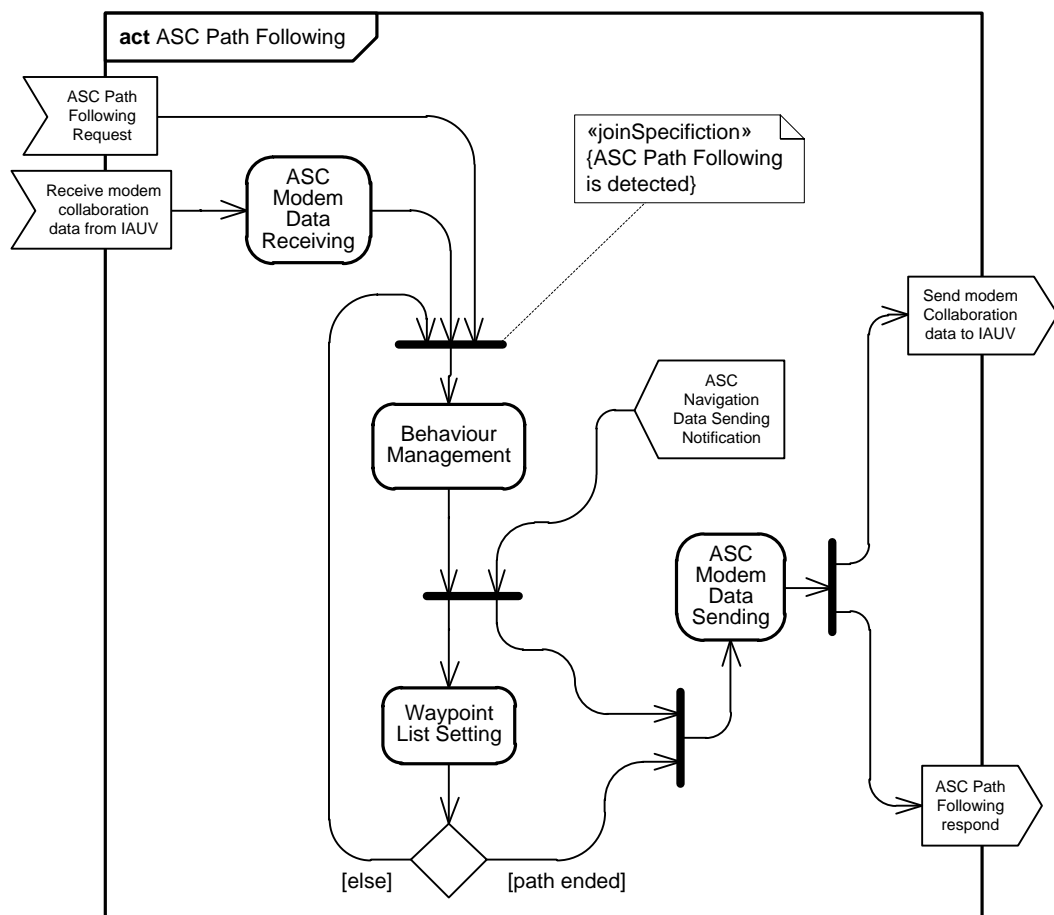 act ASC Path Following
ASC Path
Following
Request
Receive modem
collaboration
data from IAUV
ASC
Modem
Data
Receiving
«joinSpecifiction»
{ASC Path Following
is detected}
Send modem
Collaboration
data to IAUV
ASC
Navigation
Data Sending
Notification
Behaviour
Management
ASC
Modem
Data
Sending
Waypoint
List Setting
ASC Path
Following
respond
[else]
[path ended]